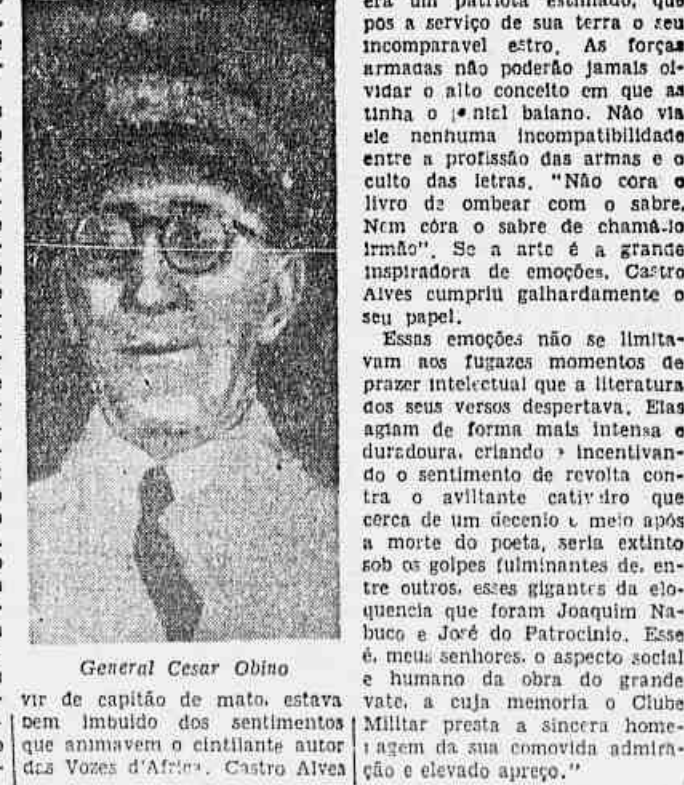 General Cesar Obino
vir de capitão de mato, estava
bem imbuido dos sentimentos
que animavem o cintilante autor
das Vozes d'Africa. Castro Alves
era um patriota estimado, que
pos a serviço de sua terra o seu
incomparavel estro. As forças
armadas não poderão jamais ol-
vidar o alto conceito em que as
tinha o genial baiano. Não via
ele nenhuma incompatibilidade
entre a profissão das armas e o
culto das letras. "Não cora o
livro de ombear com o sabre.
Nem córa o sabre de chamá-lo
irmão". Se a arte é a grande
inspiradora de emoções, Castro
Alves cumpriu galhardamente o
seu papel.
Essas emoções não se limita-
vam aos fugazes momentos de
prazer intelectual que a literatura
dos seus versos despertava. Elas
agiam de forma mais intensa e
duradoura, criando e incentivan-
do o sentimento de revolta con-
tra o aviltante cativeiro que
cerca de um decenio e meio após
a morte do poeta, seria extinto
sob os golpes fulminantes de, en-
tre outros, esses gigantes da elo-
quencia que foram Joaquim Na-
buco e José do Patrocinio. Esse
é, meus senhores, o aspecto social
e humano da obra do grande
vate, a cuja memoria o Clube
Militar presta a sincera home-
nagem da sua comovida admira-
ção e elevado apreço."